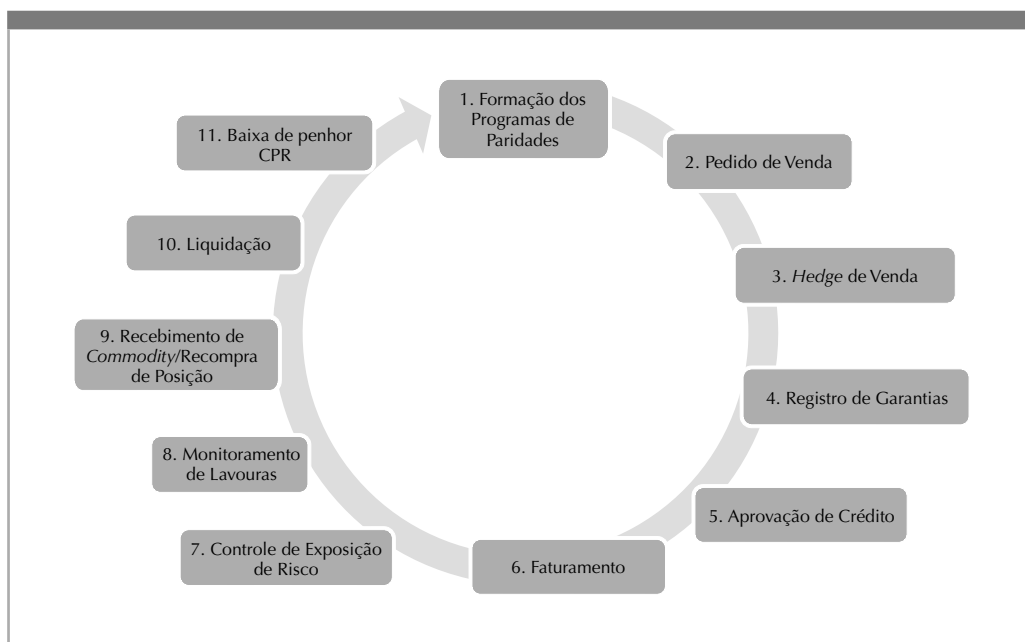 1. Formação dos
Programas de
Paridades
2. Pedido de Venda
3. Hedge de Venda
4. Registro de Garantias
5. Aprovação de Crédito
6. Faturamento
7. Controle de Exposição
de Risco
8. Monitoramento
de Lavouras
9. Recebimento de
Commodity/Recompra
de Posição
10. Liquidação
11. Baixa de penhor
CPR